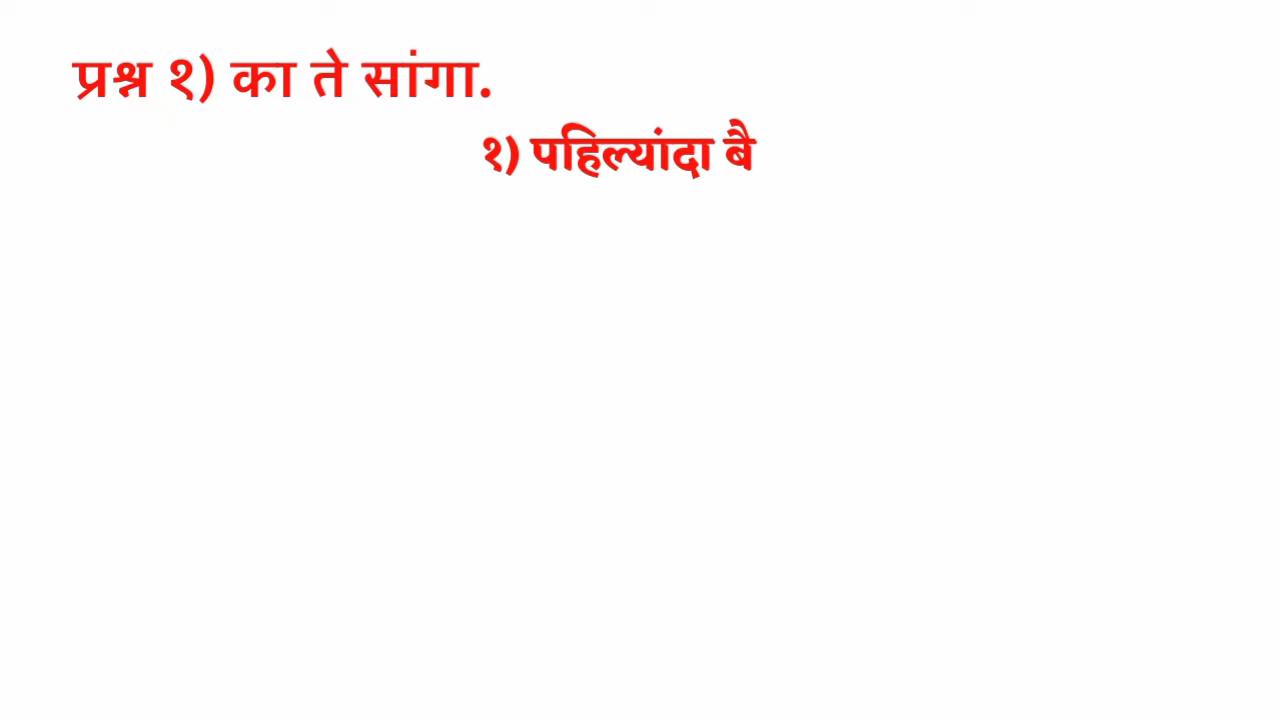 प्रश्न १) का ते सांगा.
१) पहिल्यांदा बै